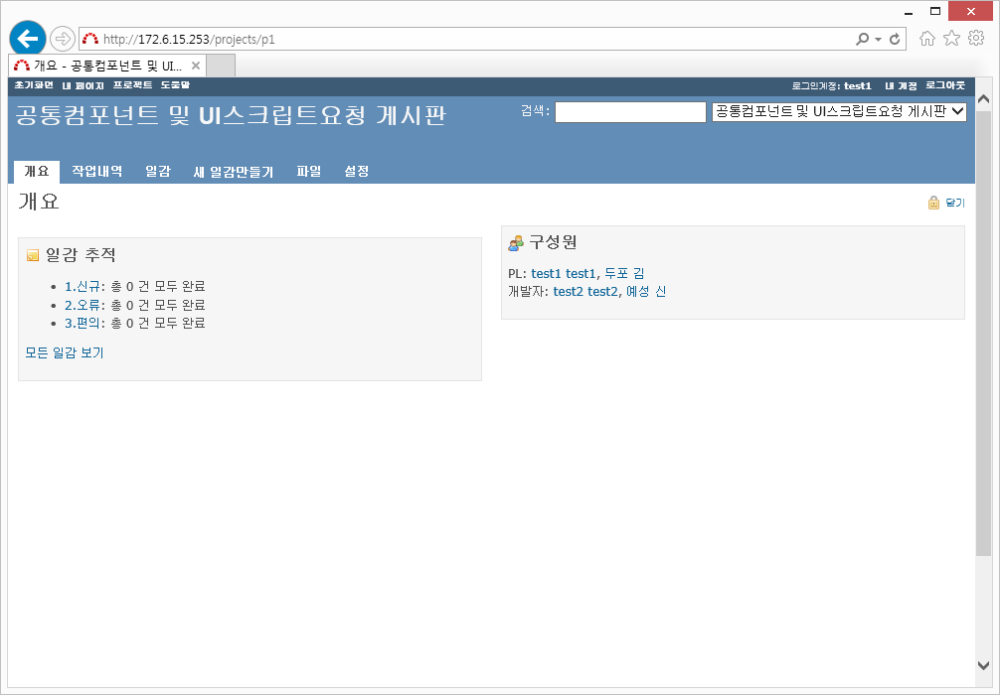 http://172.6.15.253/projects/p1
개요 - 공통컴포넌트 및 UI...
초기화면 내 페이지 프로젝트 도움말
로그인계정: test1 내 계정 로그아웃
공통컴포넌트 및 UI스크립트요청 게시판
검색:
공통컴포넌트 및 UI스크립트요청 게시판
개요 작업내역 일감 새 일감만들기 파일 설정
개요
닫기
일감 추적
1.신규: 총 0 건 모두 완료
2.오류: 총 0 건 모두 완료
3.편의: 총 0 건 모두 완료
모든 일감 보기
구성원
PL: test1 test1, 두포 김
개발자: test2 test2, 예성 신